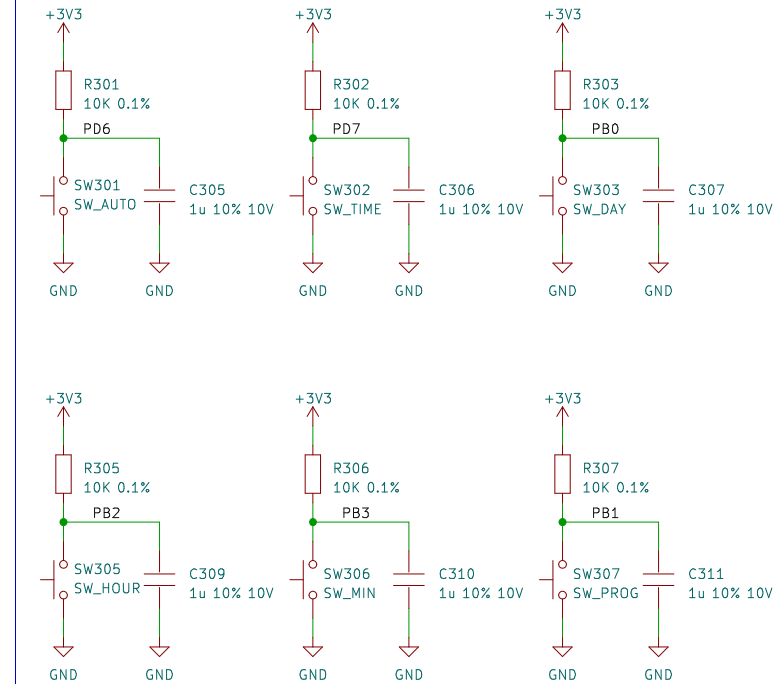 +3V3
R301
10K 0.1%
PD6
SW301
SW_AUTO
C305
1u 10% 10V
GND
GND
+3V3
R302
10K 0.1%
PD7
SW302
SW_TIME
C306
1u 10% 10V
GND
GND
+3V3
R303
10K 0.1%
PB0
SW303
SW_DAY
C307
1u 10% 10V
GND
GND
+3V3
R305
10K 0.1%
PB2
SW305
SW_HOUR
C309
1u 10% 10V
GND
GND
+3V3
R306
10K 0.1%
PB3
SW306
SW_MIN
C310
1u 10% 10V
GND
GND
+3V3
R307
10K 0.1%
PB1
SW307
SW_PROG
C311
1u 10% 10V
GND
GND